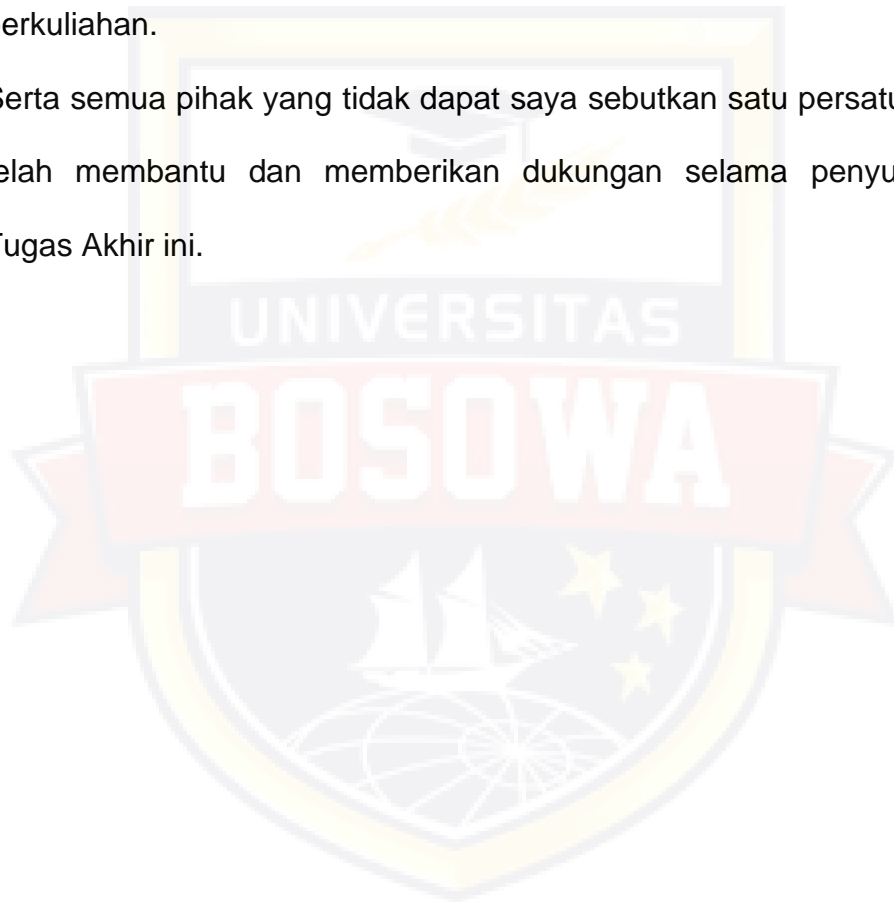 erkuliahan.
Serta semua pihak yang tidak dapat saya sebutkan satu persatu
elah membantu dan memberikan dukungan selama penyu
Tugas Akhir ini.
UNIVERSITAS
BOSOWA